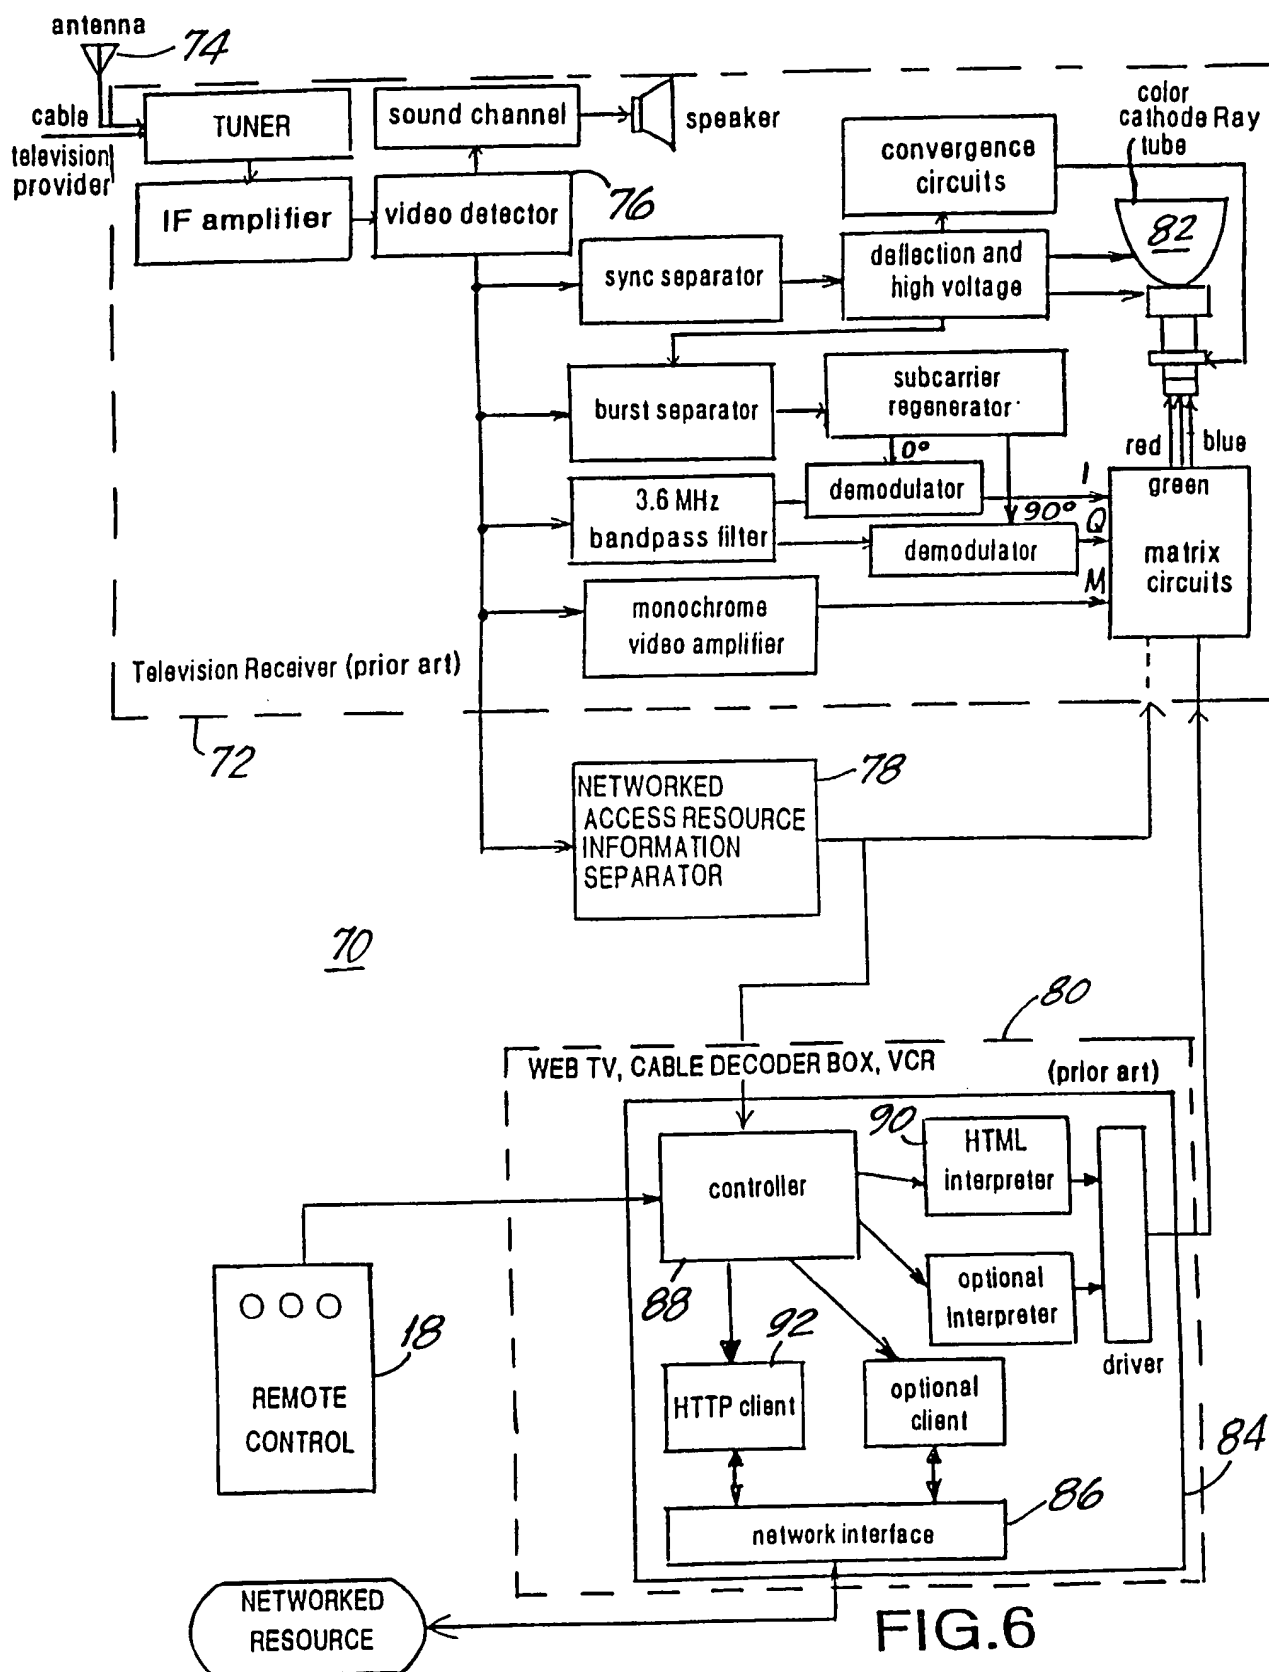 antenna
74
cable
television
provider
TUNER
sound channel
speaker
color
cathode Ray
tube
convergence
circuits
IF amplifier
video detector
76
82
sync separator
deflection and
high voltage
burst separator
subcarrier
regenerator
red
blue
0°
3.6 MHz
bandpass filter
demodulator
I
green
90°
Q
demodulator
matrix
circuits
monochrome
video amplifier
M
Television Receiver (prior art)
72
78
NETWORKED
ACCESS RESOURCE
INFORMATION
SEPARATOR
70
80
WEB TV, CABLE DECODER BOX, VCR
(prior art)
90
HTML
interpreter
controller
88
optional
interpreter
18
REMOTE
CONTROL
92
HTTP client
optional
client
driver
84
86
network interface
NETWORKED
RESOURCE
FIG.6